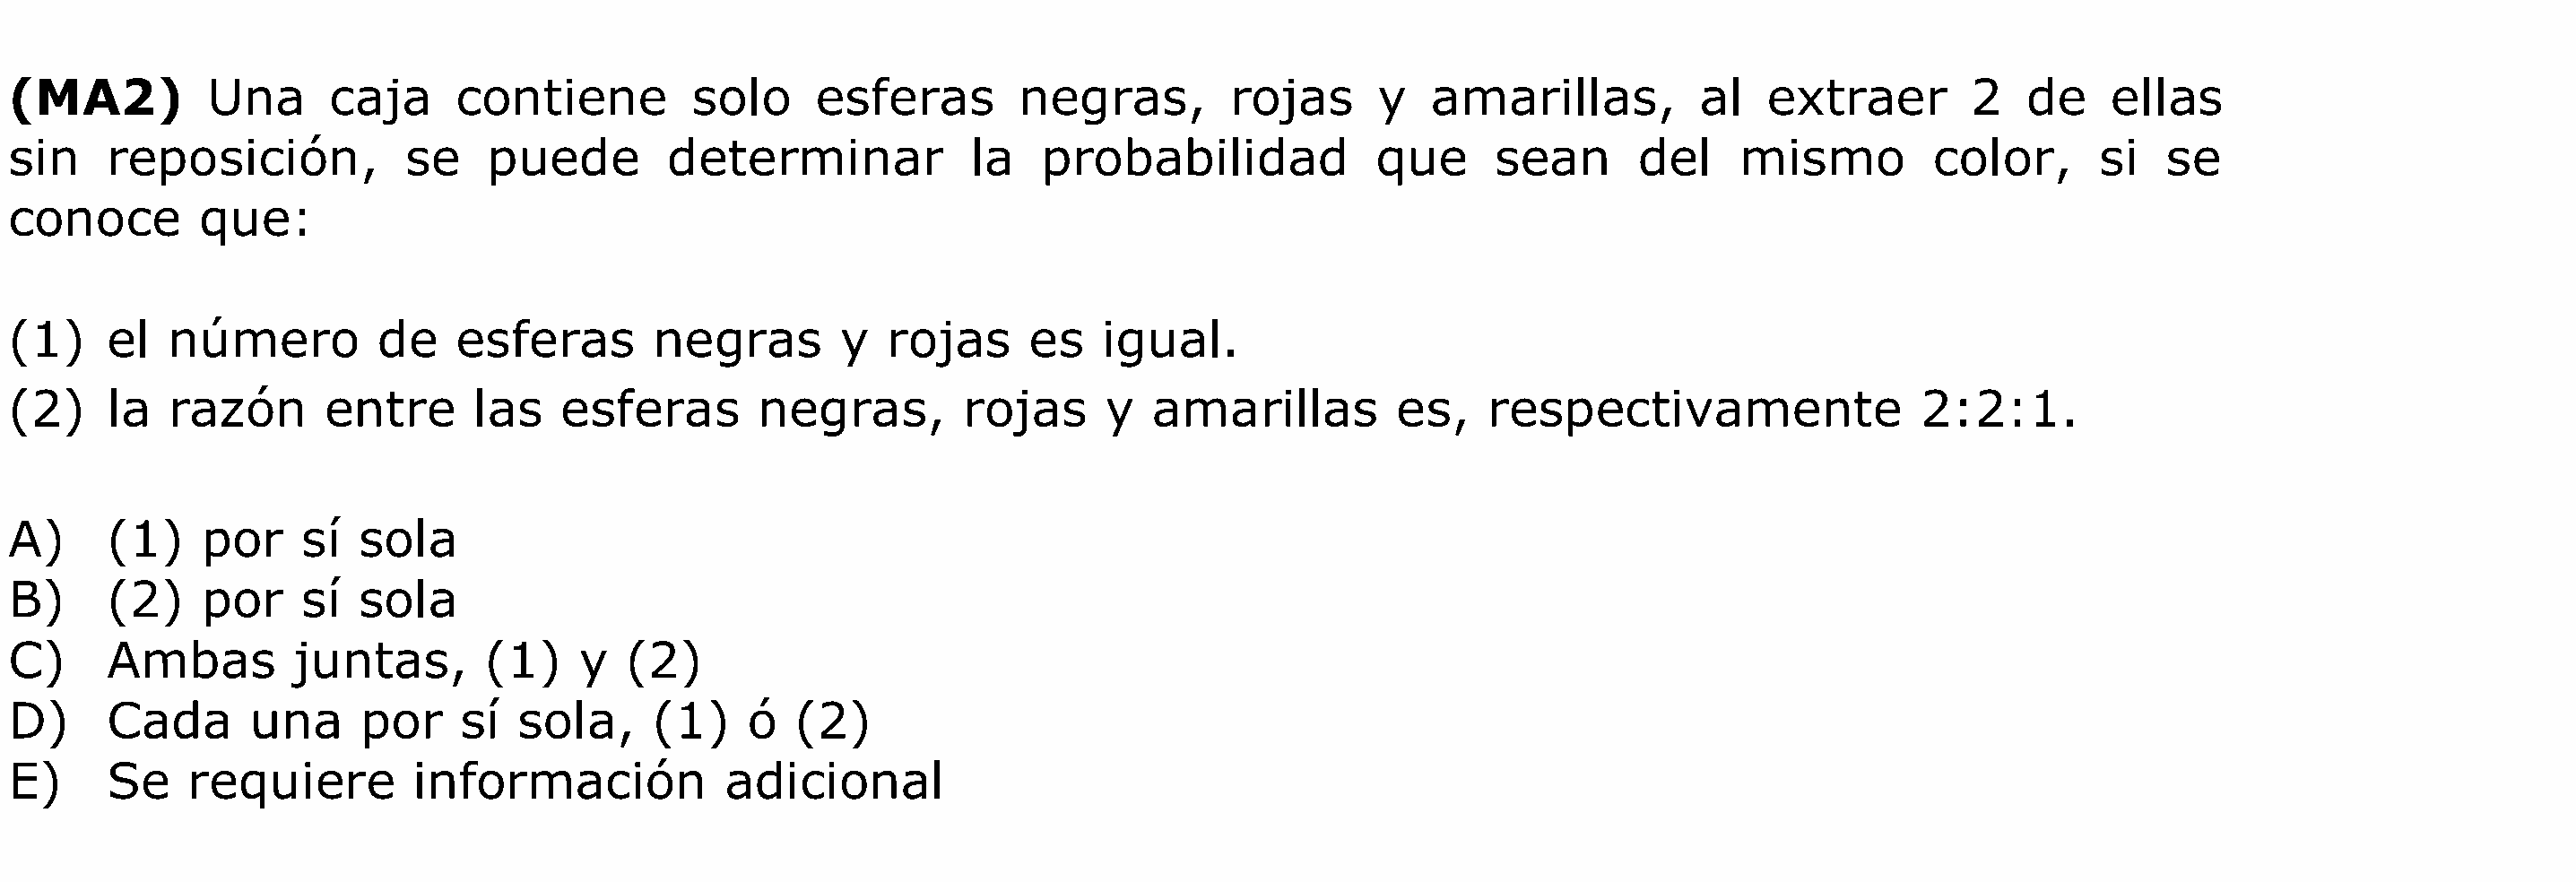 (MA2) Una caja contiene solo esferas negras, rojas y amarillas, al extraer 2 de ellas
sin reposición, se puede determinar la probabilidad que sean del mismo color, si se
conoce que:
(1) el número de esferas negras y rojas es igual.
(2) la razón entre las esferas negras, rojas y amarillas es, respectivamente 2:2:1.
A) (1) por sí sola
B) (2) por sí sola
C) Ambas juntas, (1) y (2)
D) Cada una por sí sola, (1) ó (2)
E) Se requiere información adicional